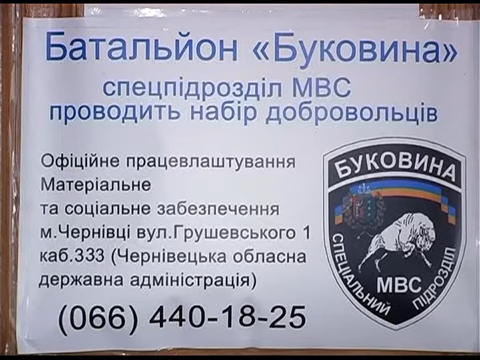 Батальйон «Буковина»
спецпідрозділ МВС
проводить набір добровольців
Офіційне працевлаштування
Матеріальне
та соціальне забезпечення
м.Чернівці вул.Грушевського 1
каб.333 (Чернівецька обласна
державна адміністрація)
(066) 440-18-25
БУКОВИНА
МВС
СПЕЦІАЛЬНИЙ
ПІДРОЗДІЛ